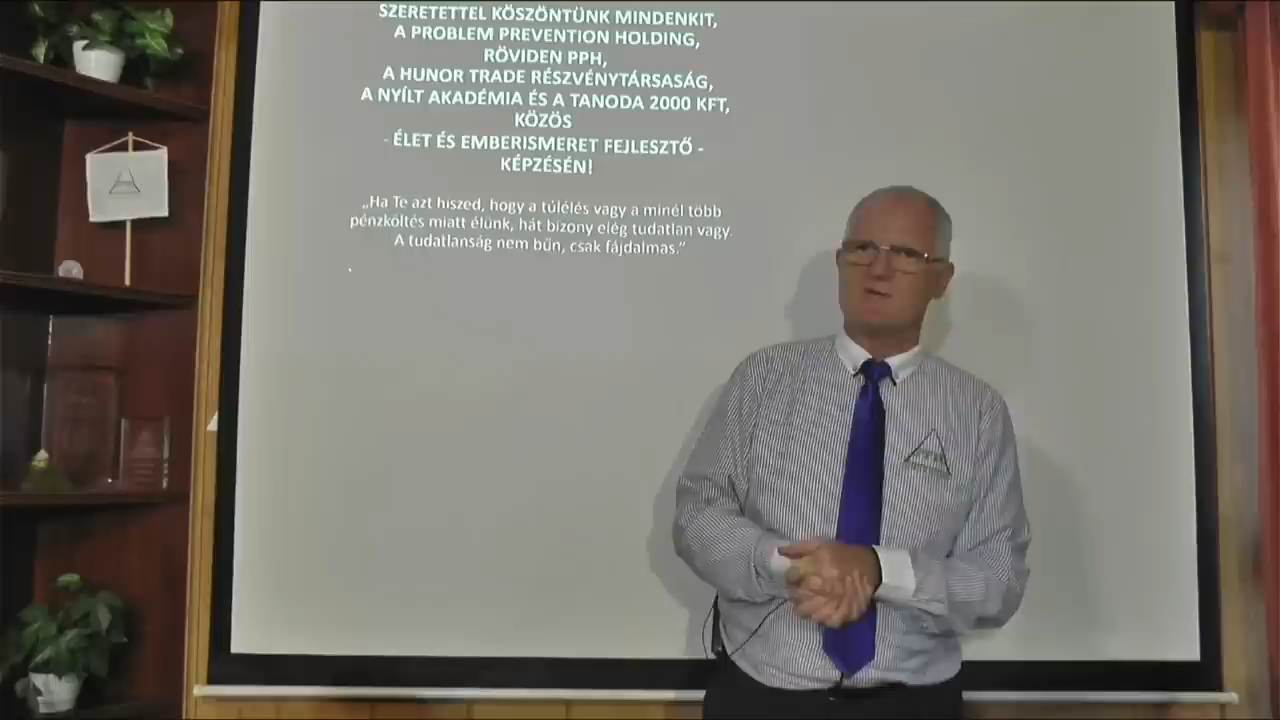 SZERETETTEL KÖSZÖNTÜNK MINDENKIT,
A PROBLEM PREVENTION HOLDING,
RÖVIDEN PPH,
A HUNOR TRADE RÉSZVÉNYTÁRSASÁG,
A NYÍLT AKADÉMIA ÉS A TANODA 2000 KFT,
KÖZÖS
- ÉLET ÉS EMBERISMERET FEJLESZTŐ -
KÉPZÉSÉN!
„Ha Te azt hiszed, hogy a túlélés vagy a minél több
pénzköltés miatt élünk, hát bizony elég tudatlan vagy.
A tudatlanság nem bűn, csak fájdalmas.”